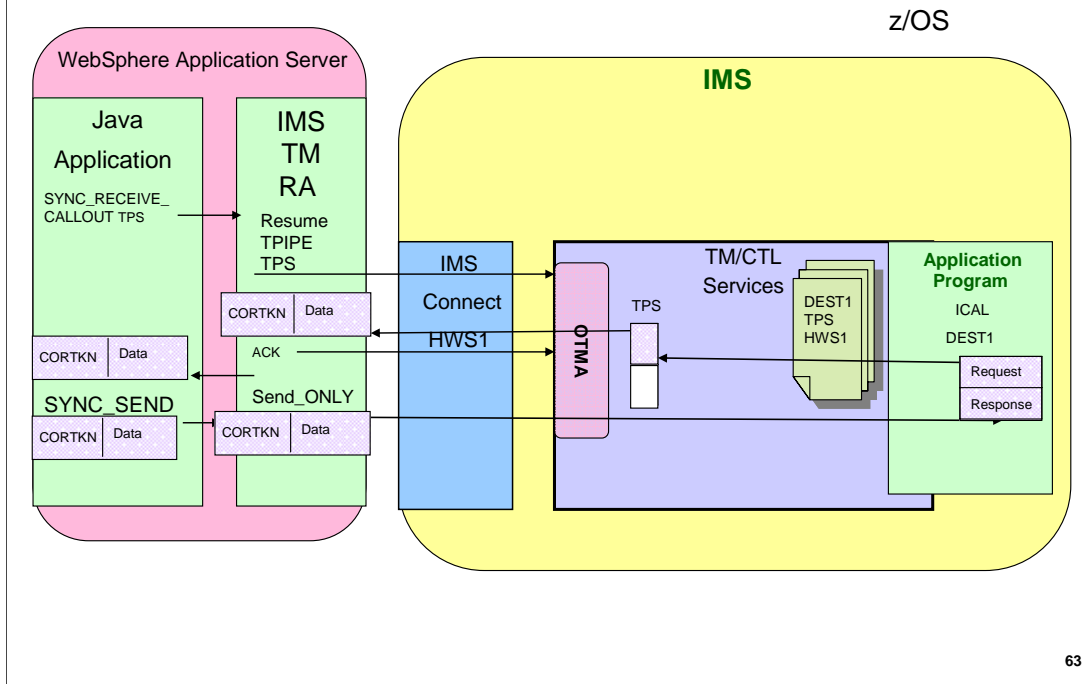 z/OS
WebSphere Application Server
Java
Application
SYNC_RECEIVE_
CALLOUT TPS
CORTKN
Data
SYNC_SEND
CORTKN
Data
IMS
TM
RA
Resume
TPIPE
TPS
CORTKN
Data
ACK
Send_ONLY
CORTKN
Data
IMS
IMS
Connect
HWS1
OTMA
TM/CTL
Services
TPS
DEST1
TPS
HWS1
Application
Program
ICAL
DEST1
Request
Response
63